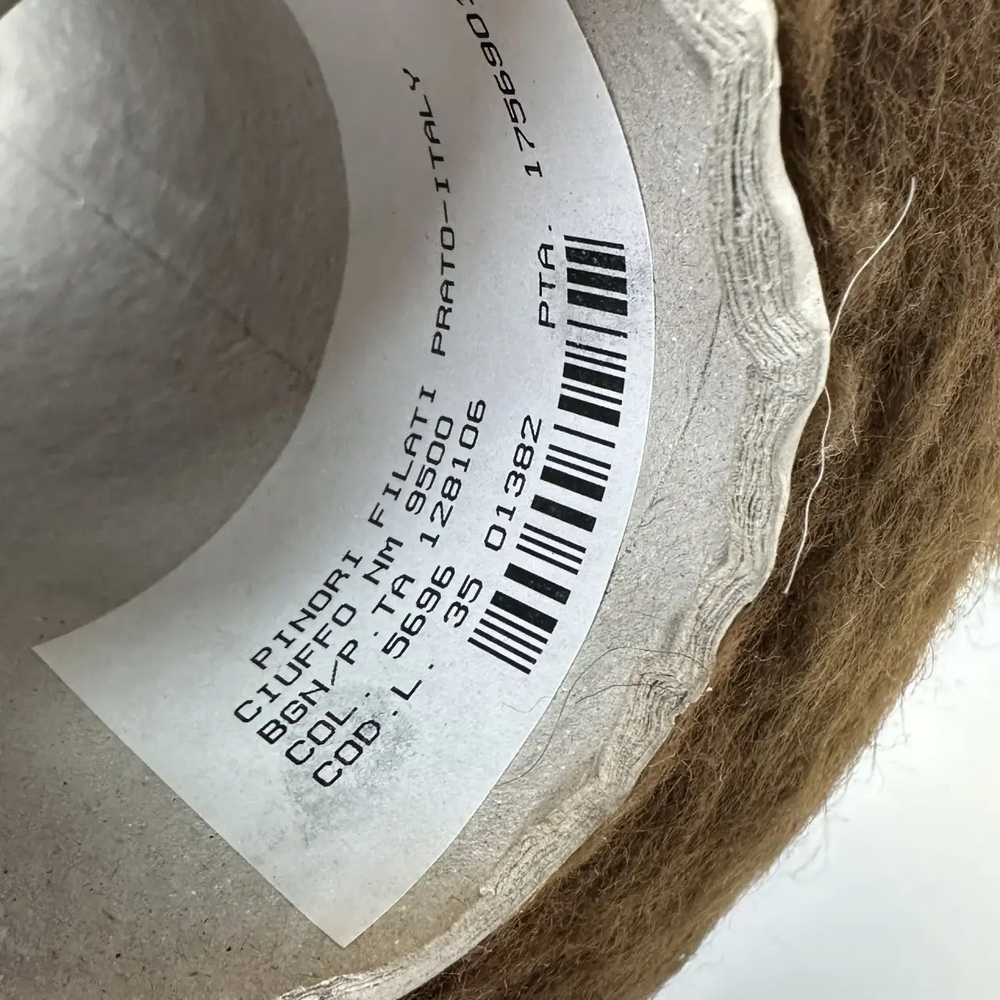 PINORI FILATI PRATO-ITALY
CIUFFO NM 9500
BGN/P.TA 128106
COL. 5696
COD.L. 35 01382 PTA.